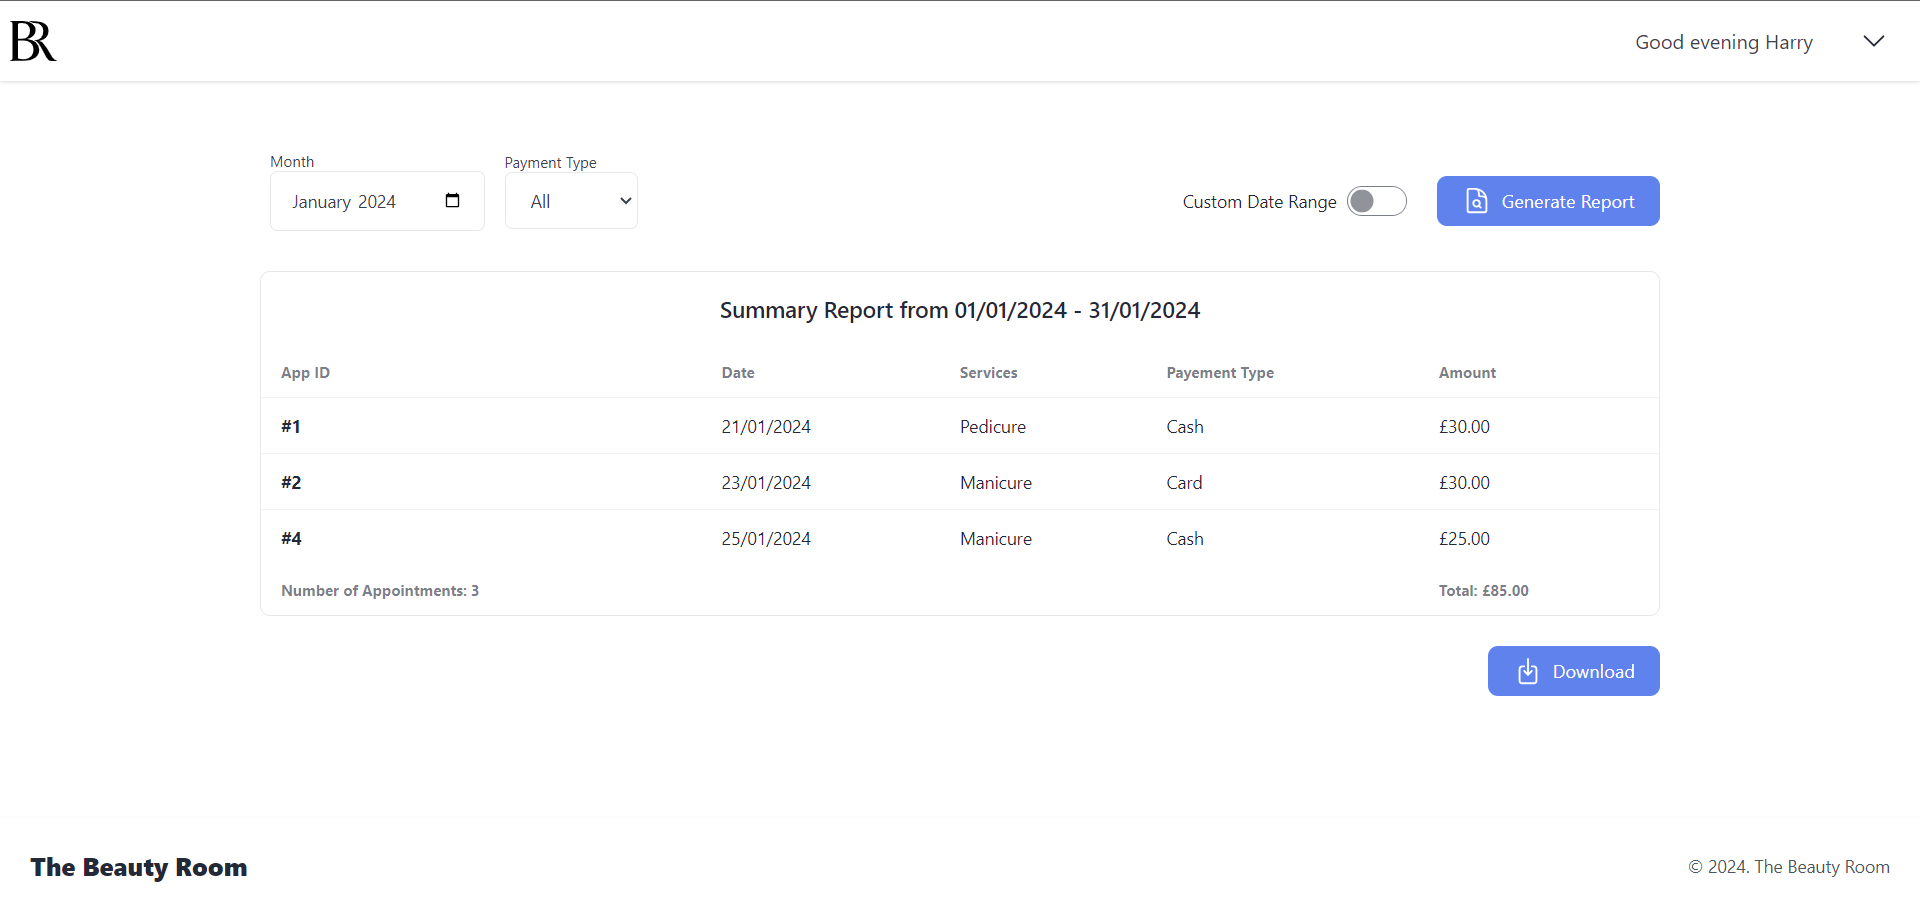 BR
Good evening Harry
Month
Payment Type
January 2024
All
Custom Date Range
Generate Report
Summary Report from 01/01/2024 - 31/01/2024
App ID Date Services Payement Type Amount
#1 21/01/2024 Pedicure Cash £30.00
#2 23/01/2024 Manicure Card £30.00
#4 25/01/2024 Manicure Cash £25.00
Number of Appointments: 3 Total: £85.00
Download
The Beauty Room
© 2024. The Beauty Room